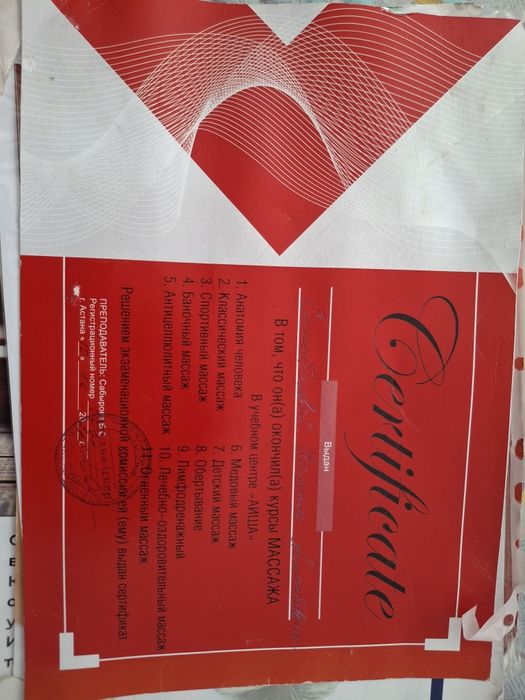 Certificate
Выдан
В том, что он(а) окончил(а) курсы МАССАЖА
В учебном центре «АИША».
1. Анатомия человека
2. Классический массаж
3. Спортивный массаж
4. Баночный массаж
5. Антицеллюлитный массаж
6. Медовый массаж
7. Детский массаж
8. Обертывание
9. Лимфодренажный
10. Лечебно-оздоровительный массаж
11. Огненный массаж
Решением экзаменационной комиссии ей (ему) выдан сертификат
ПРЕПОДАВАТЕЛЬ: Сабырова Б.С
Регистрационный номер
г. Астана «